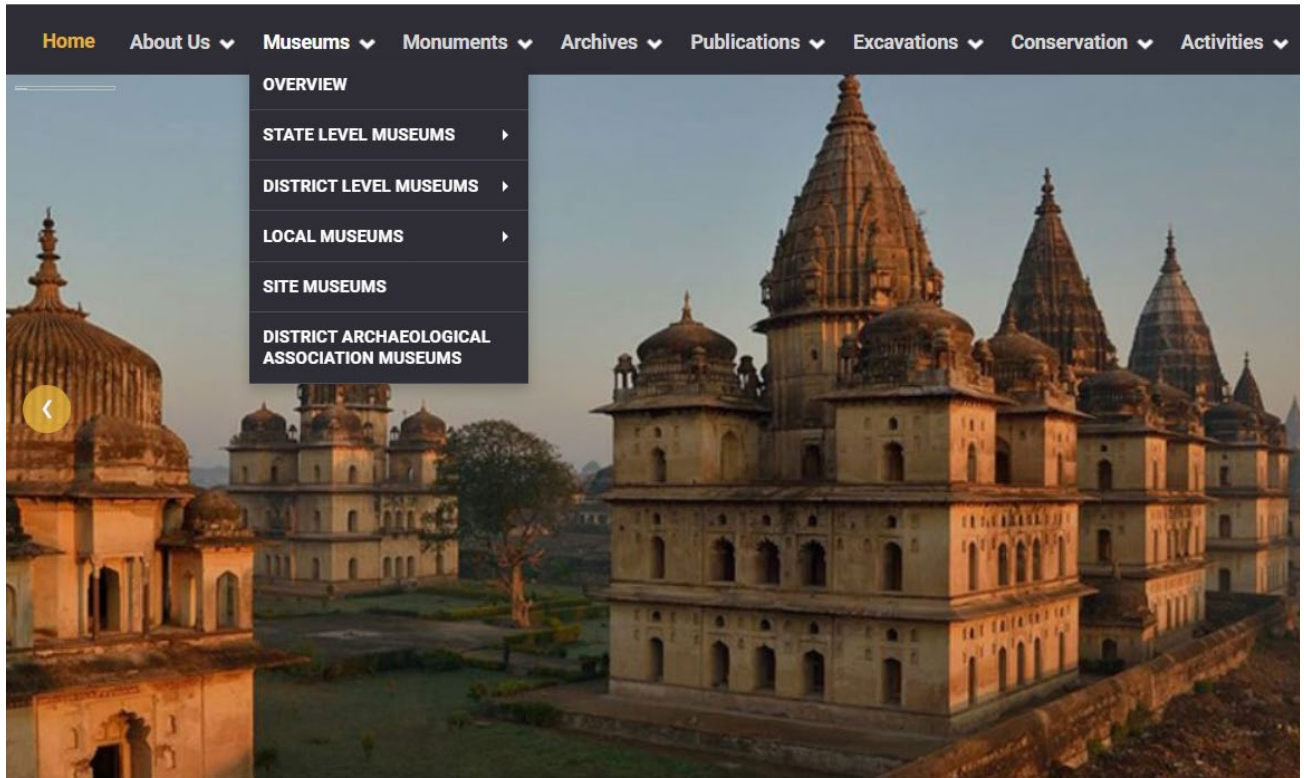 Home About Us Museums Monuments Archives Publications Excavations Conservation Activities
OVERVIEW
STATE LEVEL MUSEUMS
DISTRICT LEVEL MUSEUMS
LOCAL MUSEUMS
SITE MUSEUMS
DISTRICT ARCHAEOLOGICAL
ASSOCIATION MUSEUMS